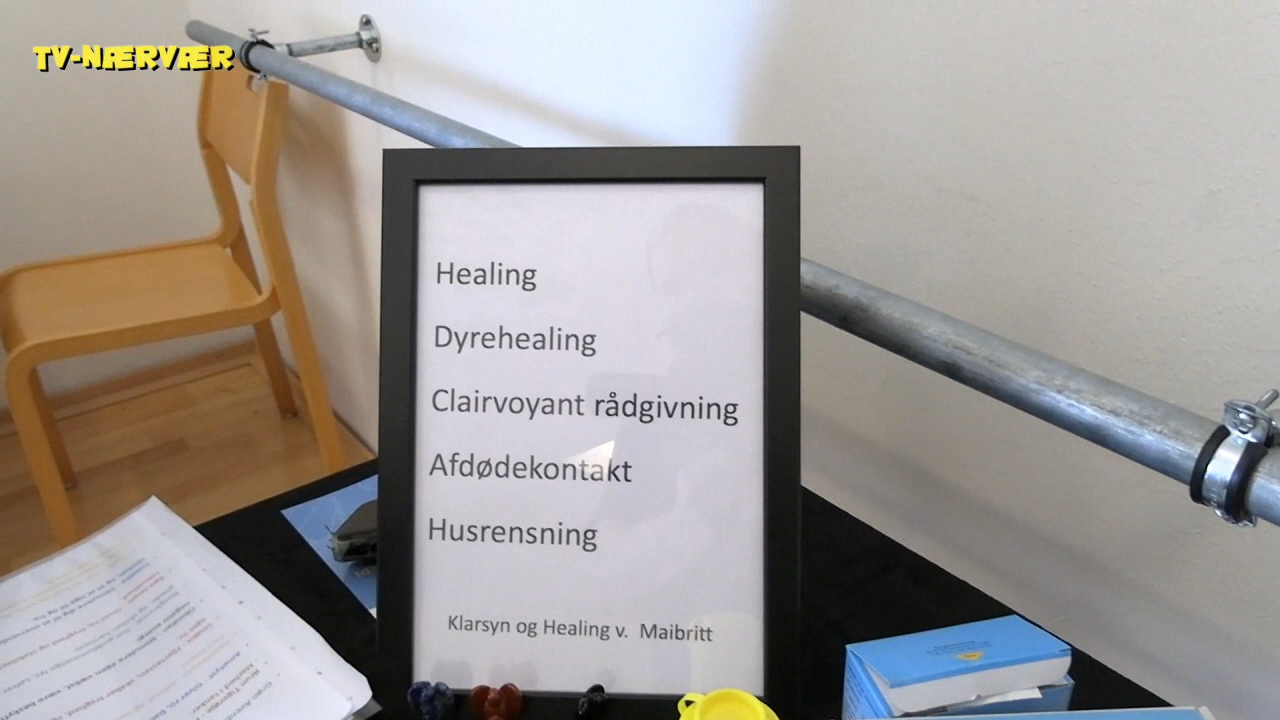 TV-NÆRVÆR
Healing
Dyrehealing
Clairvoyant rådgivning
Afdødekontakt
Husrensning
Klarsyn og Healing v. Maibritt